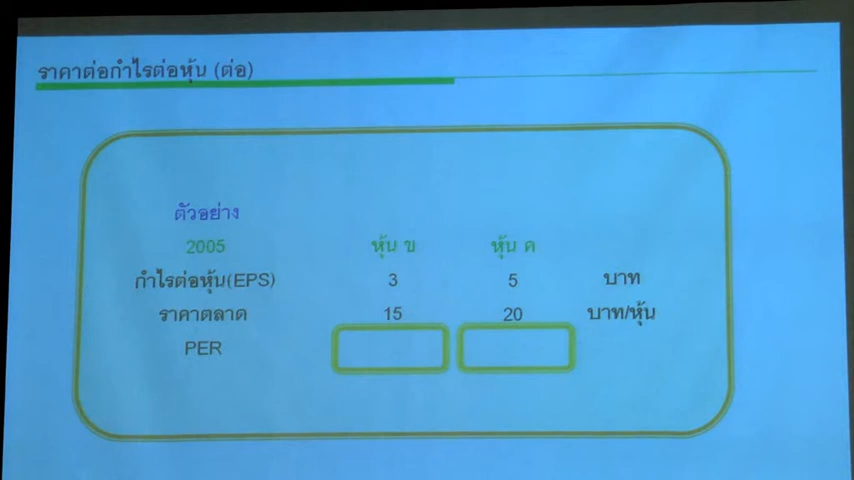 ราคาต่อกำไรต่อหุ้น (ต่อ)
ตัวอย่าง
2005 หุ้น ข หุ้น ค
กำไรต่อหุ้น(EPS) 3 5 บาท
ราคาตลาด 15 20 บาท/หุ้น
PER